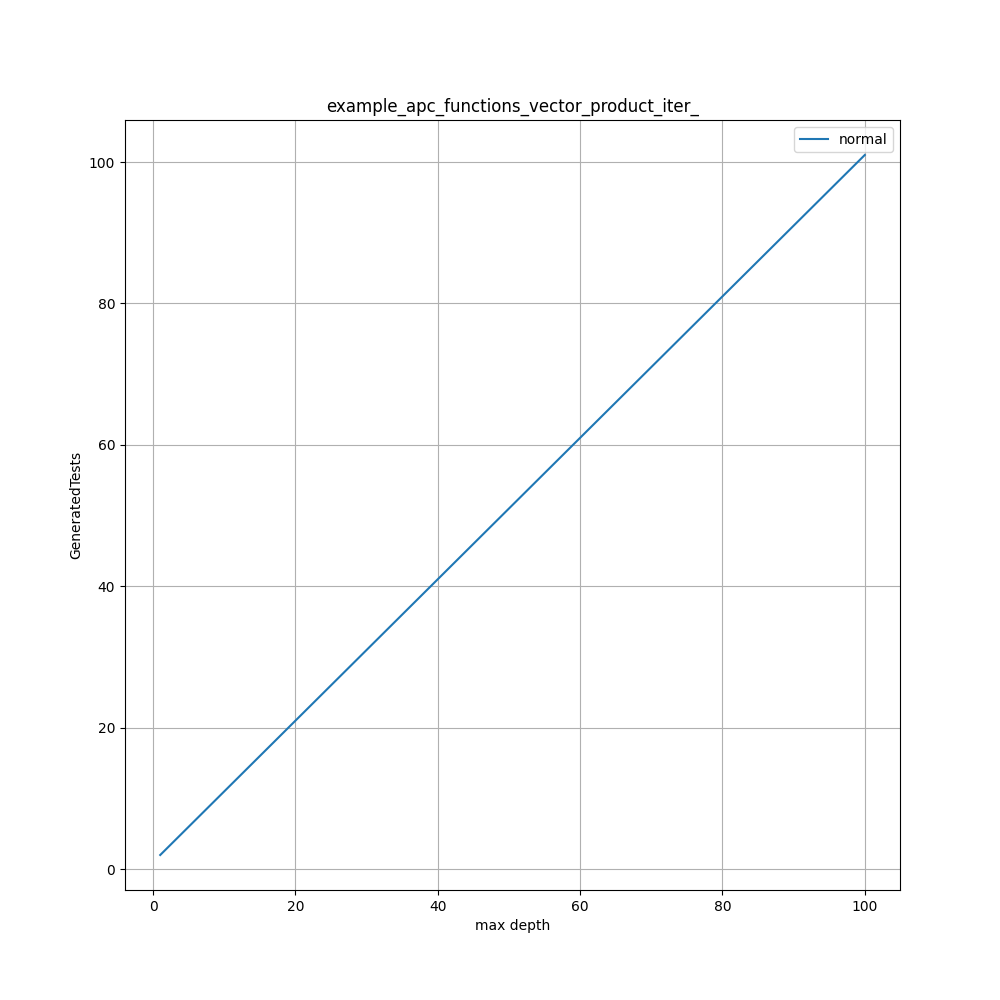 example_apc_functions_vector_product_iter_
normal
100
80
60
40
20
0
GeneratedTests
0 20 40 60 80 100
max depth